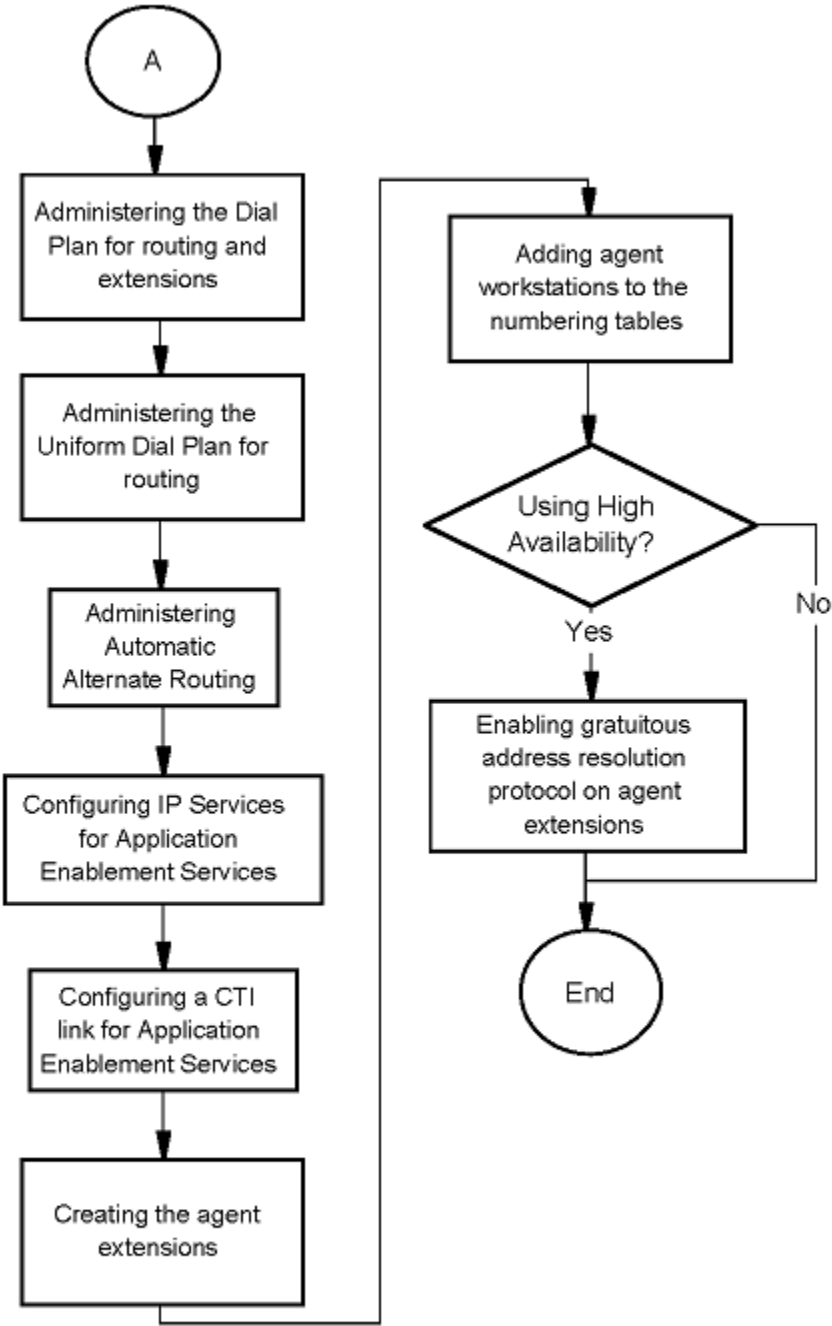 A
Administering the Dial
Plan for routing and
extensions
Administering the
Uniform Dial Plan for
routing
Administering
Automatic
Alternate Routing
Configuring IP Services
for Application
Enablement Services
Configuring a CTI
link for Application
Enablement Services
Creating the agent
extensions
Adding agent
workstations to the
numbering tables
Using High
Availability?
No
Yes
Enabling gratuitous
address resolution
protocol on agent
extensions
End